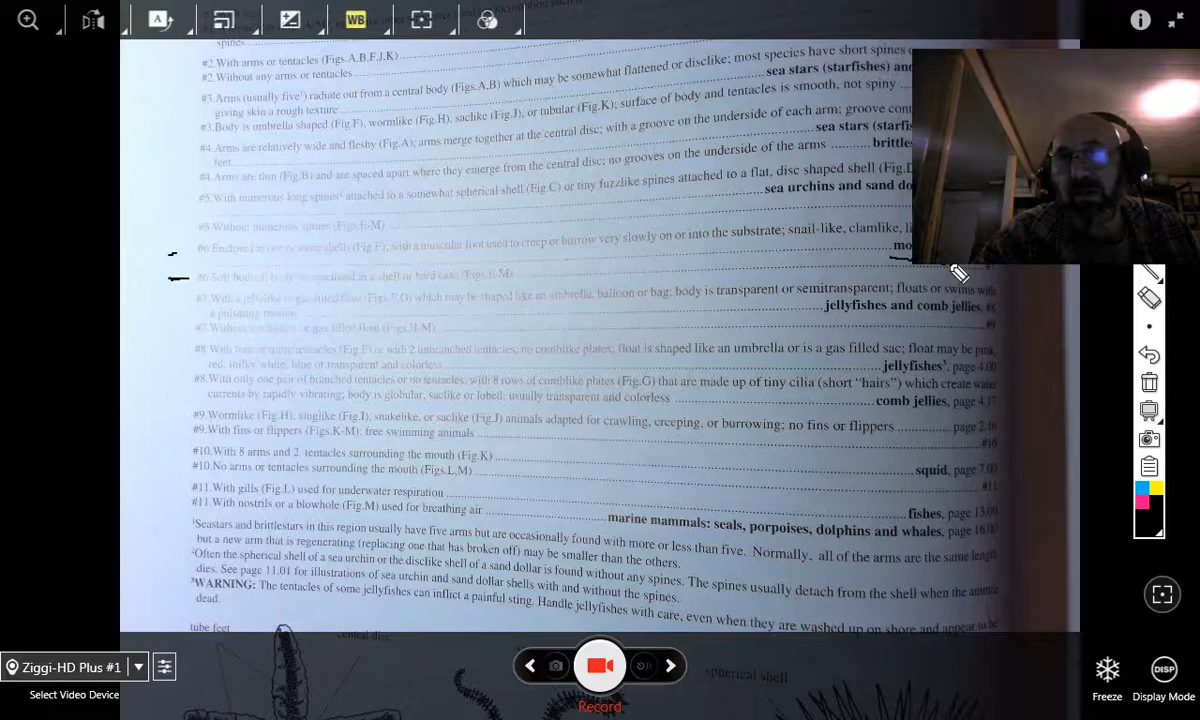 A
WB
spines
#2.With arms or tentacles (Figs.A,B,F,J,K)
#2.Without any arms or tentacles
#3.Arms (usually five¹) radiate out from a central body (Figs.A,B) which may be somewhat flattened or disclike; most species have short spines
giving skin a rough texture sea stars (starfishes) and
#3.Body is umbrella shaped (Fig.F), wormlike (Fig.H), saclike (Fig.J), or tubular (Fig.K); surface of body and tentacles is smooth, not spiny
#4.Arms are relatively wide and fleshy (Fig.A); arms merge together at the central disc; with a groove on the underside of each arm; groove
feet sea stars
#4.Arms are thin (Fig.B) and are spaced apart where they emerge from the central disc; no grooves on the underside of the arms
#5.With numerous long spines² attached to a somewhat spherical shell (Fig.C) or tiny fuzzlike spines attached to a flat, disc shaped shell
sea urchins and sand
#5.Without numerous spines (Figs.E-M)
#6.Enclosed in one or more shells (Fig.E); with a muscular foot used to creep or burrow very slowly on or into the substrate; snail-like, clamlike,
#6.Soft bodied; body not enclosed in a shell or hard case (Figs.F-M)
#7.With a jellylike or gas filled float (Figs.F,G) which may be shaped like an umbrella, balloon or bag; body is transparent or semitransparent; floats or swims with
a pulsating motion jellyfishes and comb jellies, #8
#7.Without a jellylike or gas filled float (Figs.H-M) #9
#8.With four or more tentacles (Fig.F) or with 2 unbranched tentacles; no comblike plates; float is shaped like an umbrella or is a gas filled sac; float may be pink,
red, milky white, blue or transparent and colorless jellyfishes³, page 4.00
#8.With only one pair of branched tentacles or no tentacles; with 8 rows of comblike plates (Fig.G) that are made up of tiny cilia (short "hairs") which create water
currents by rapidly vibrating; body is globular, saclike or lobed; usually transparent and colorless comb jellies, page 4.17
#9.Wormlike (Fig.H), sluglike (Fig.I), snakelike, or saclike (Fig.J) animals adapted for crawling, creeping, or burrowing; no fins or flippers page 2.16
#9.With fins or flippers (Figs.K-M); free swimming animals #10
#10.With 8 arms and 2 tentacles surrounding the mouth (Fig.K) squid, page 7.00
#10.No arms or tentacles surrounding the mouth (Figs.L,M) #11
#11.With gills (Fig.L) used for underwater respiration fishes, page 13.00
#11.With nostrils or a blowhole (Fig.M) used for breathing air marine mammals: seals, porpoises, dolphins and whales, page 16.00
¹Seastars and brittlestars in this region usually have five arms but are occasionally found with more or less than five. Normally, all of the arms are the same length
but a new arm that is regenerating (replacing one that has broken off) may be smaller than the others.
²Often the spherical shell of a sea urchin or the disclike shell of a sand dollar is found without any spines. The spines usually detach from the shell when the animal
dies. See page 11.01 for illustrations of sea urchin and sand dollar shells with and without the spines.
³WARNING: The tentacles of some jellyfishes can inflict a painful sting. Handle jellyfishes with care, even when they are washed up on shore and appear to be
dead.
tube feet
central disc
spherical shell
Ziggi-HD Plus #1
Select Video Device
Record
Freeze
DISP
Display Mode